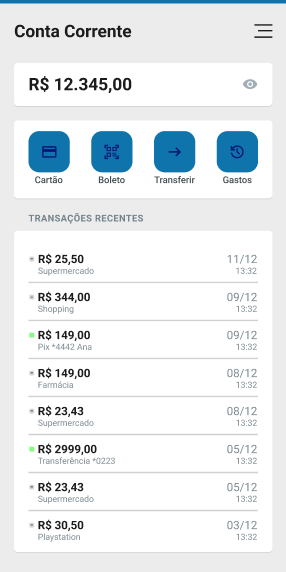 Conta Corrente
R$ 12.345,00
Cartão Boleto Transferir Gastos
TRANSAÇÕES RECENTES
R$ 25,50 11/12
Supermercado 13:32
R$ 344,00 09/12
Shopping 13:32
R$ 149,00 09/12
Pix *4442 Ana 13:32
R$ 149,00 08/12
Farmácia 13:32
R$ 23,43 08/12
Supermercado 13:32
R$ 2999,00 05/12
Transferência *0223 13:32
R$ 23,43 05/12
Supermercado 13:32
R$ 30,50 03/12
Playstation 13:32